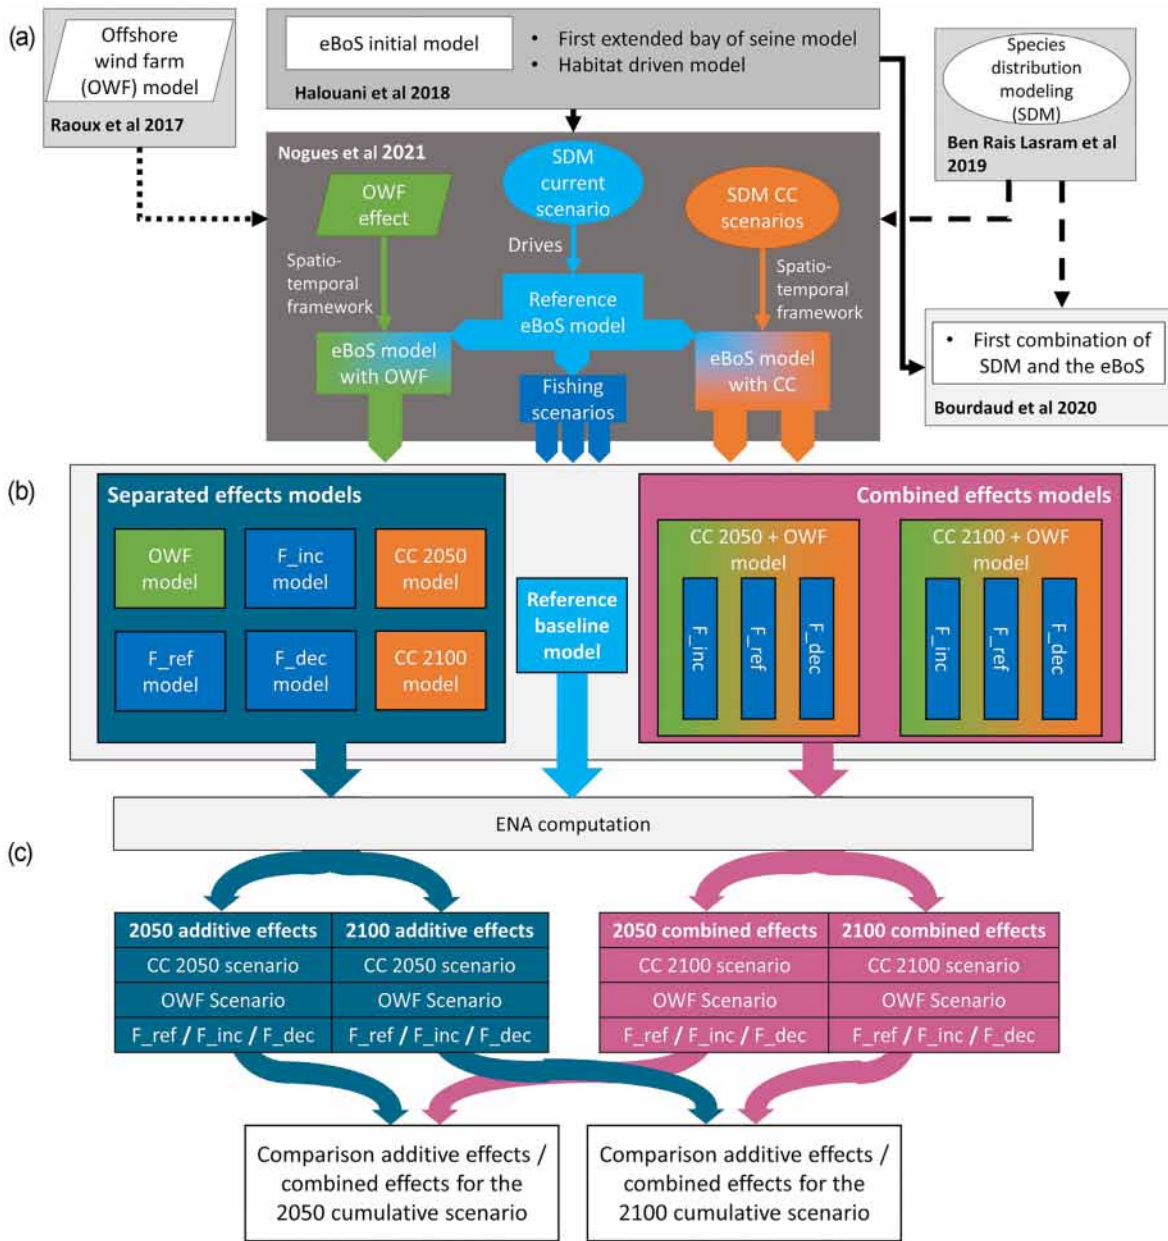 (a)
Offshore
wind farm
(OWF) model
Raoux et al 2017
eBoS initial model
• First extended bay of seine model
• Habitat driven model
Halouani et al 2018
Species
distribution
modeling
(SDM)
Ben Rais Lasram et al
2019
Nogues et al 2021
OWF
effect
SDM
current
scenario
SDM CC
scenarios
Spatio-
temporal
framework
Drives
Spatio-
temporal
framework
Reference
eBoS model
eBoS model
with OWF
Fishing
scenarios
eBoS model
with CC
• First combination of
SDM and the eBoS
Bourdaud et al 2020
(b)
Separated effects models
OWF
model
F_inc
model
CC 2050
model
F_ref
model
F_dec
model
CC 2100
model
Reference
baseline
model
Combined effects models
CC 2050 + OWF
model
F_inc
F_ref
F_dec
CC 2100 + OWF
model
F_inc
F_ref
F_dec
ENA computation
(c)
2050 additive effects
2100 additive effects
CC 2050 scenario
CC 2050 scenario
OWF Scenario
OWF Scenario
F_ref / F_inc / F_dec
F_ref / F_inc / F_dec
2050 combined effects
2100 combined effects
CC 2100 scenario
CC 2100 scenario
OWF Scenario
OWF Scenario
F_ref / F_inc / F_dec
F_ref / F_inc / F_dec
Comparison additive effects /
combined effects for the
2050 cumulative scenario
Comparison additive effects /
combined effects for the
2100 cumulative scenario